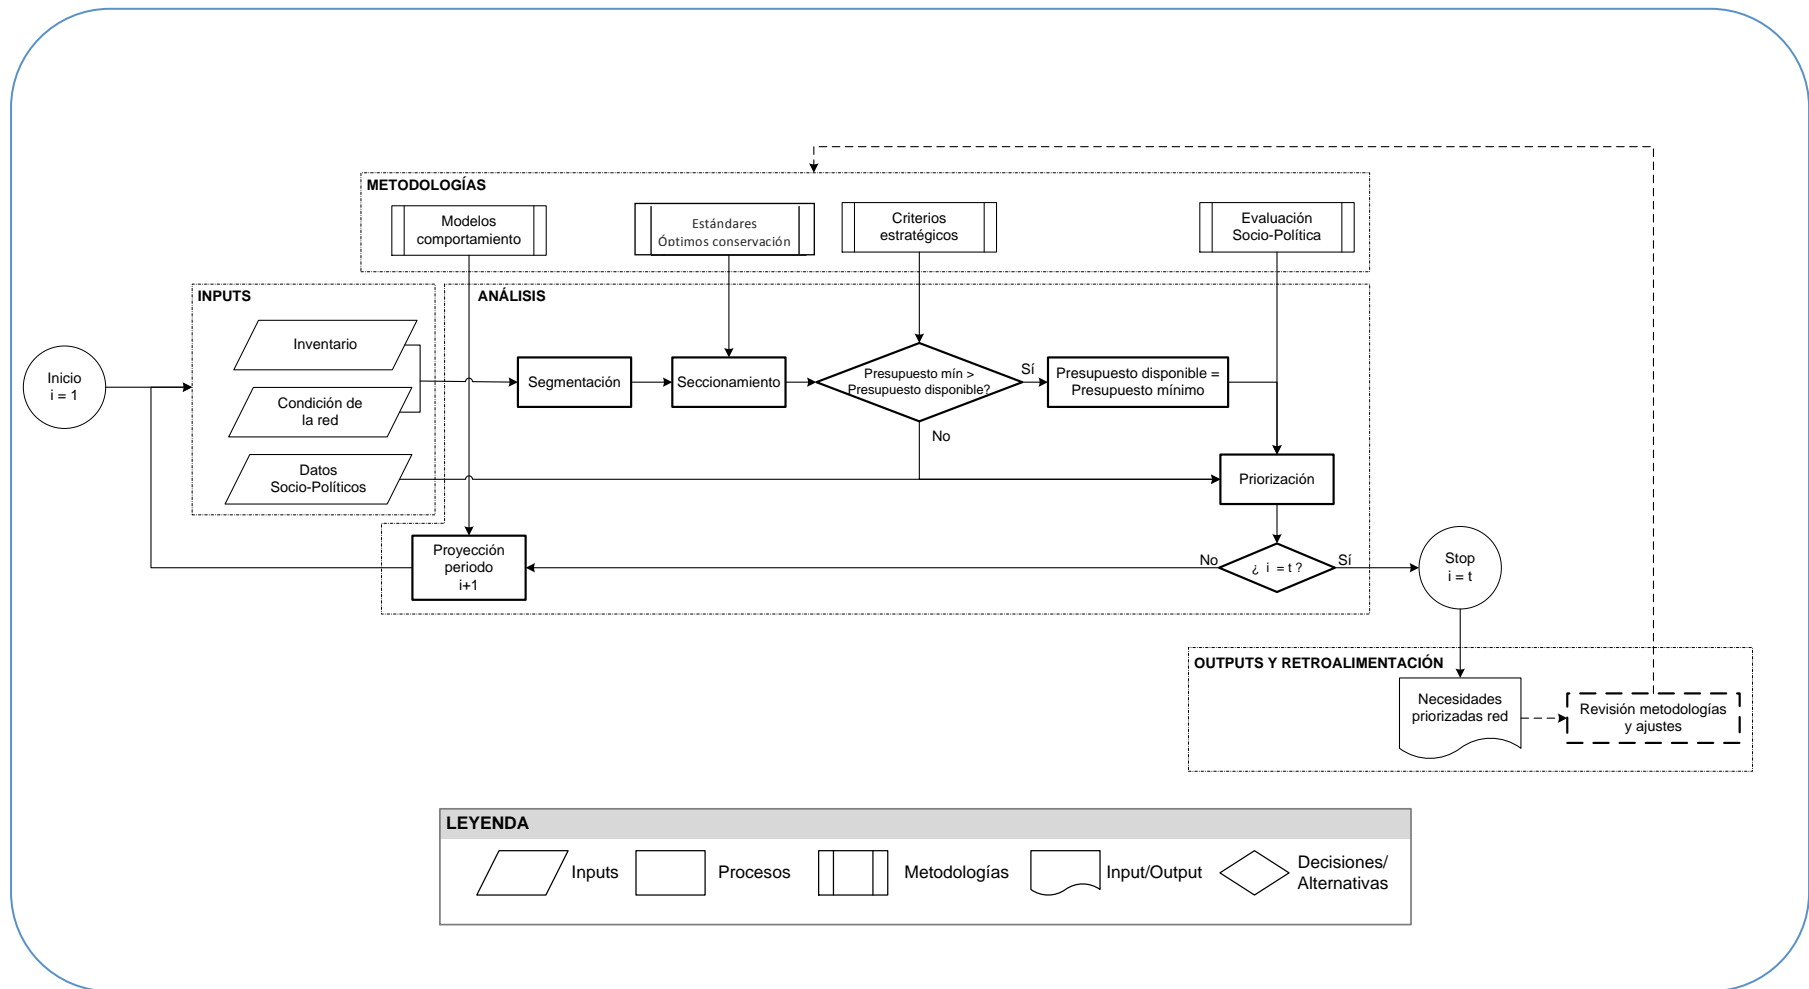 METODOLOGÍAS
Modelos
comportamiento
Estándares
Óptimos conservación
Criterios
estratégicos
Evaluación
Socio-Política
INPUTS
ANÁLISIS
Inventario
Inicio
i = 1
Condición de
la red
Datos
Socio-Políticos
Segmentación
Seccionamiento
Presupuesto mín >
Presupuesto disponible?
Sí
No
Presupuesto disponible =
Presupuesto mínimo
Priorización
Proyección
periodo
i+1
No
¿ i = t ?
Sí
Stop
i = t
OUTPUTS Y RETROALIMENTACIÓN
Necesidades
priorizadas red
Revisión metodologías
y ajustes
LEYENDA
Inputs
Procesos
Metodologías
Input/Output
Decisiones/
Alternativas